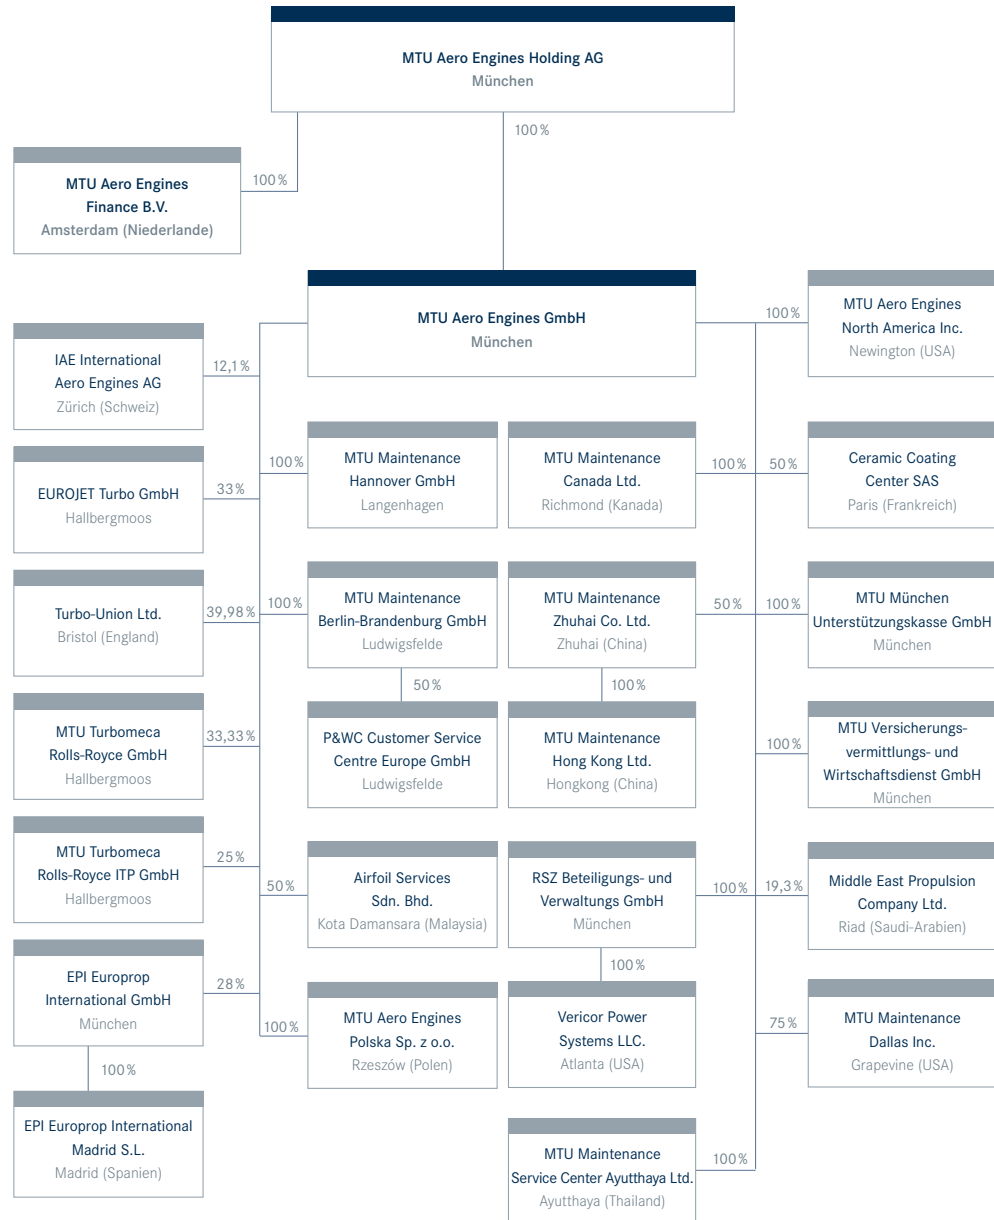 MTU Aero Engines Holding AG
München
100 %
MTU Aero Engines
Finance B.V.
Amsterdam (Niederlande)
100 %
MTU Aero Engines GmbH
München
100 %
MTU Aero Engines
North America Inc.
Newington (USA)
IAE International
Aero Engines AG
Zürich (Schweiz)
12,1 %
100 %
MTU Maintenance
Hannover GmbH
Langenhagen
MTU Maintenance
Canada Ltd.
Richmond (Kanada)
100 %
50 %
Ceramic Coating
Center SAS
Paris (Frankreich)
EUROJET Turbo GmbH
Hallbergmoos
33 %
Turbo-Union Ltd.
Bristol (England)
39,98 %
100 %
MTU Maintenance
Berlin-Brandenburg GmbH
Ludwigsfelde
MTU Maintenance
Zhuhai Co. Ltd.
Zhuhai (China)
50 %
100 %
MTU München
Unterstützungskasse GmbH
München
50 %
100 %
MTU Turbomeca
Rolls-Royce GmbH
Hallbergmoos
33,33 %
P&WC Customer Service
Centre Europe GmbH
Ludwigsfelde
MTU Maintenance
Hong Kong Ltd.
Hongkong (China)
100 %
MTU Versicherungs-
vermittlungs- und
Wirtschaftsdienst GmbH
München
MTU Turbomeca
Rolls-Royce ITP GmbH
Hallbergmoos
25 %
50 %
Airfoil Services
Sdn. Bhd.
Kota Damansara (Malaysia)
RSZ Beteiligungs- und
Verwaltungs GmbH
München
100 %
19,3 %
Middle East Propulsion
Company Ltd.
Riad (Saudi-Arabien)
100 %
EPI Europrop
International GmbH
München
28 %
100 %
MTU Aero Engines
Polska Sp. z o.o.
Rzeszów (Polen)
Vericor Power
Systems LLC.
Atlanta (USA)
75 %
MTU Maintenance
Dallas Inc.
Grapevine (USA)
100 %
EPI Europrop International
Madrid S.L.
Madrid (Spanien)
MTU Maintenance
Service Center Ayutthaya Ltd.
Ayutthaya (Thailand)
100 %